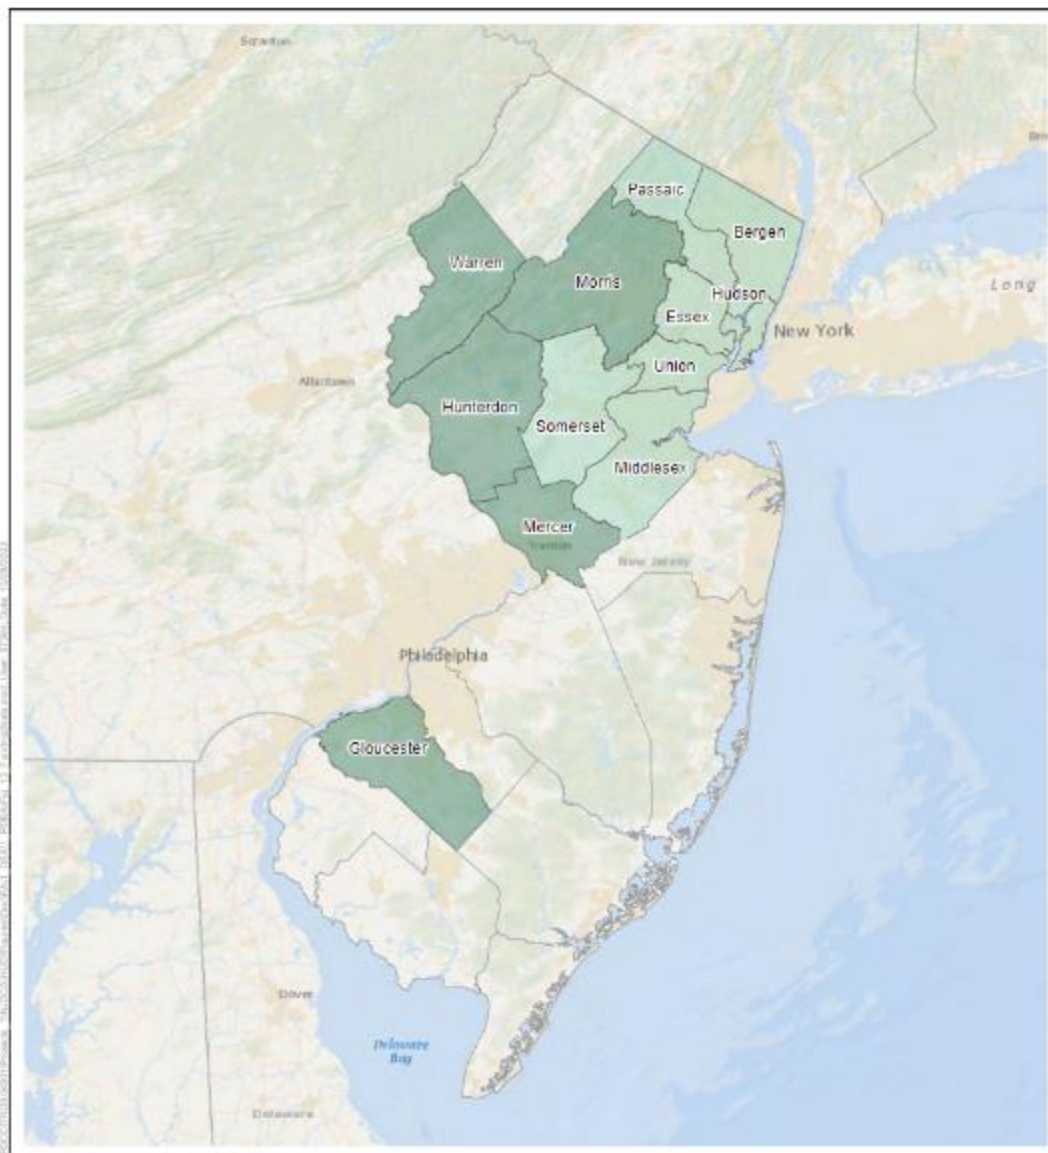 Scranton
Passaic
Bergen
Warren
Morris
Hudson
Long
Essex
New York
Union
Allentown
Hunterdon
Somerset
Middlesex
Mercer
Trenton
New Jersey
Philadelphia
Gloucester
Dover
Delaware
Bay
Delaware